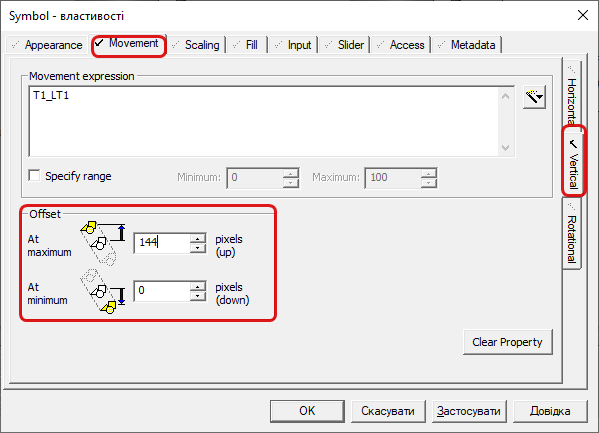 Symbol - властивості
Appearance Movement Scaling Fill Input Slider Access Metadata
Movement expression
T1_LT1
Specify range Minimum: 0 Maximum: 100
Offset
At maximum 144 pixels (up)
At minimum 0 pixels (down)
Horizonta
Vertical
Rotational
Clear Property
OK Скасувати Застосувати Довідка